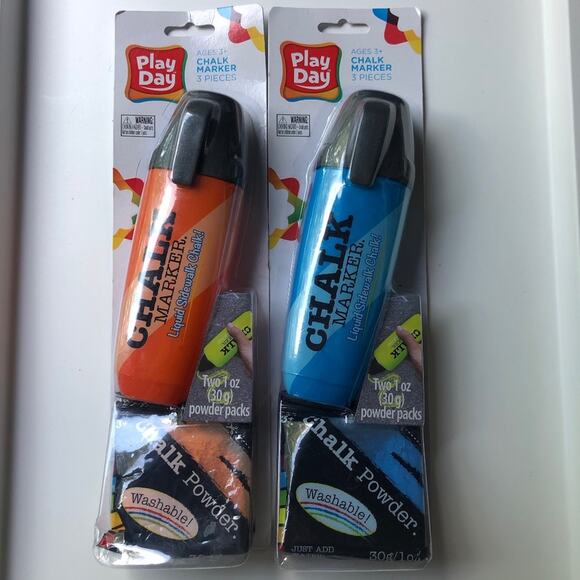 Play
Day
AGES 3+
CHALK
MARKER
3 PIECES
WARNING:
CHALK
MARKER.
Liquid Sidewalk Chalk!
Two 1 oz
(30 g)
powder packs
Chalk Powder.
Washable!
Play
Day
AGES 3+
CHALK
MARKER
3 PIECES
WARNING:
CHALK
MARKER.
Liquid Sidewalk Chalk!
Two 1 oz
(30 g)
powder packs
Chalk Powder.
Washable!
JUST ADD
30g/1oz